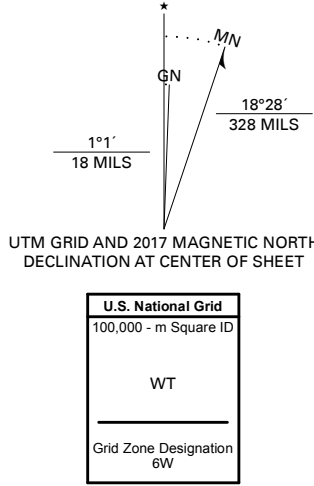 ★
MN
GN
18°28´
328 MILS
1°1´
18 MILS
UTM GRID AND 2017 MAGNETIC NORTH
DECLINATION AT CENTER OF SHEET
U.S. National Grid
100,000 - m Square ID
WT
Grid Zone Designation
6W